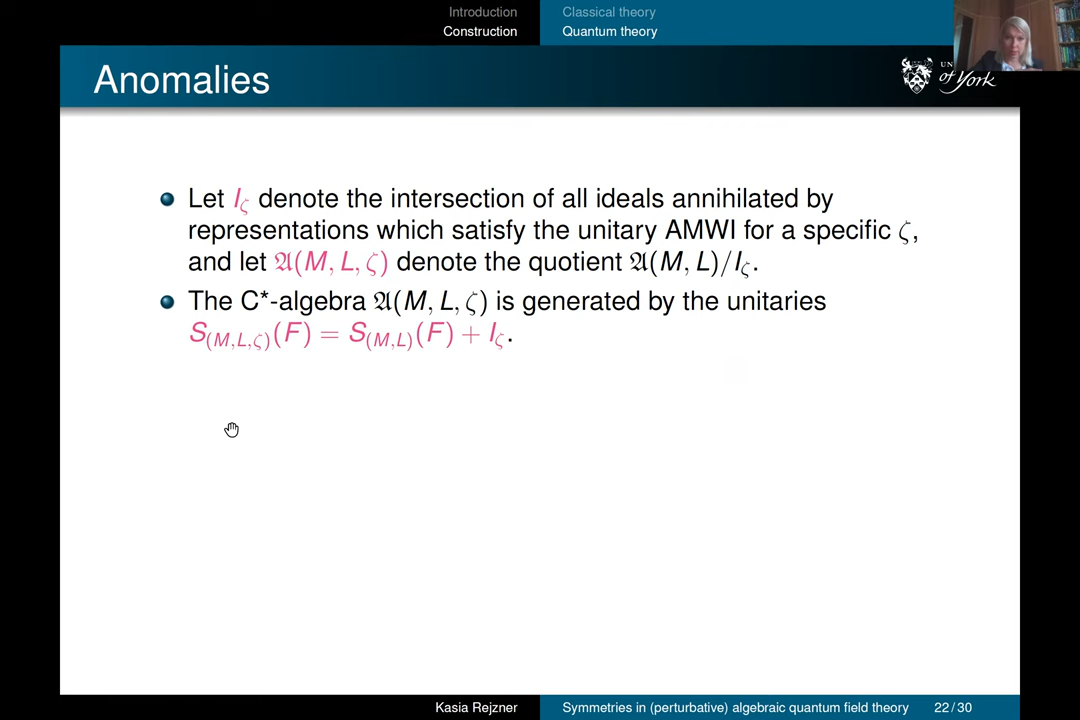 Introduction
Construction
Classical theory
Quantum theory
Anomalies
of York
• Let I_ζ denote the intersection of all ideals annihilated by
representations which satisfy the unitary AMWI for a specific ζ,
and let 𝔄(M, L, ζ) denote the quotient 𝔄(M, L)/I_ζ.
• The C*-algebra 𝔄(M, L, ζ) is generated by the unitaries
S_(M,L,ζ)(F) = S_(M,L)(F) + I_ζ.
Kasia Rejzner
Symmetries in (perturbative) algebraic quantum field theory
22 / 30